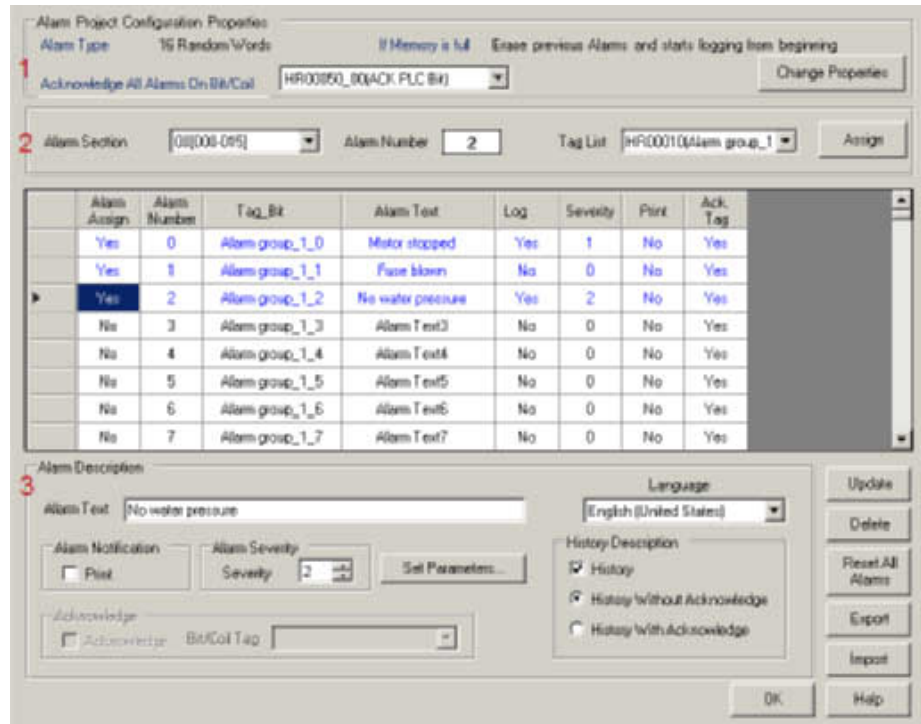 Alarm Project Configuration Properties
Alarm Type 16 Random Words If Memory is full Erase previous Alarms and starts logging from beginning
1
Acknowledge All Alarms On Bit/Coil HR00050_00(ACK PLC Bit) Change Properties
2 Alarm Section 00[000-015] Alarm Number 2 Tag List HR00010(Alarm group_1 Assign
Alarm Assign Alarm Number Tag_Bit Alarm Text Log Severity Print Ack. Tag
Yes 0 Alarm group_1_0 Motor stopped Yes 1 No Yes
Yes 1 Alarm group_1_1 Fuse blown No 0 No Yes
Yes 2 Alarm group_1_2 No water pressure Yes 2 No Yes
No 3 Alarm group_1_3 Alarm Text3 No 0 No Yes
No 4 Alarm group_1_4 Alarm Text4 No 0 No Yes
No 5 Alarm group_1_5 Alarm Text5 No 0 No Yes
No 6 Alarm group_1_6 Alarm Text6 No 0 No Yes
No 7 Alarm group_1_7 Alarm Text7 No 0 No Yes
Alarm Description
3
Language Update
Alarm Text No water pressure English (United States)
Delete
Alarm Notification Alarm Severity History Description
Print Severity 2 Set Parameters... History Reset All Alarms
History Without Acknowledge
Acknowledge Export
Acknowledge Bit/Coil Tag History With Acknowledge
Import
OK Help